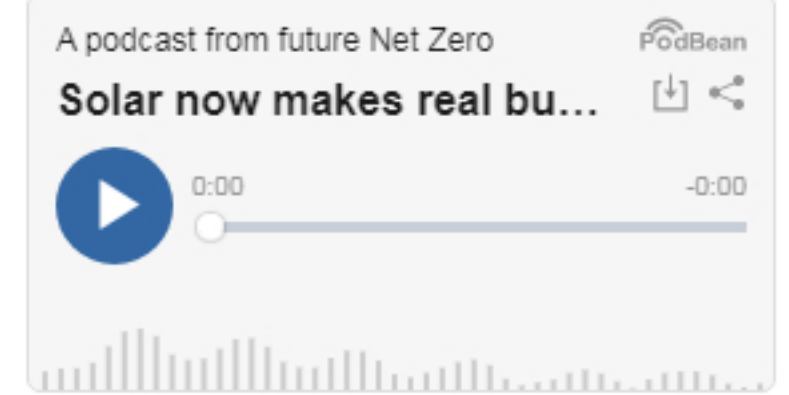 A podcast from future Net Zero
PodBean
Solar now makes real bu...
0:00
-0:00